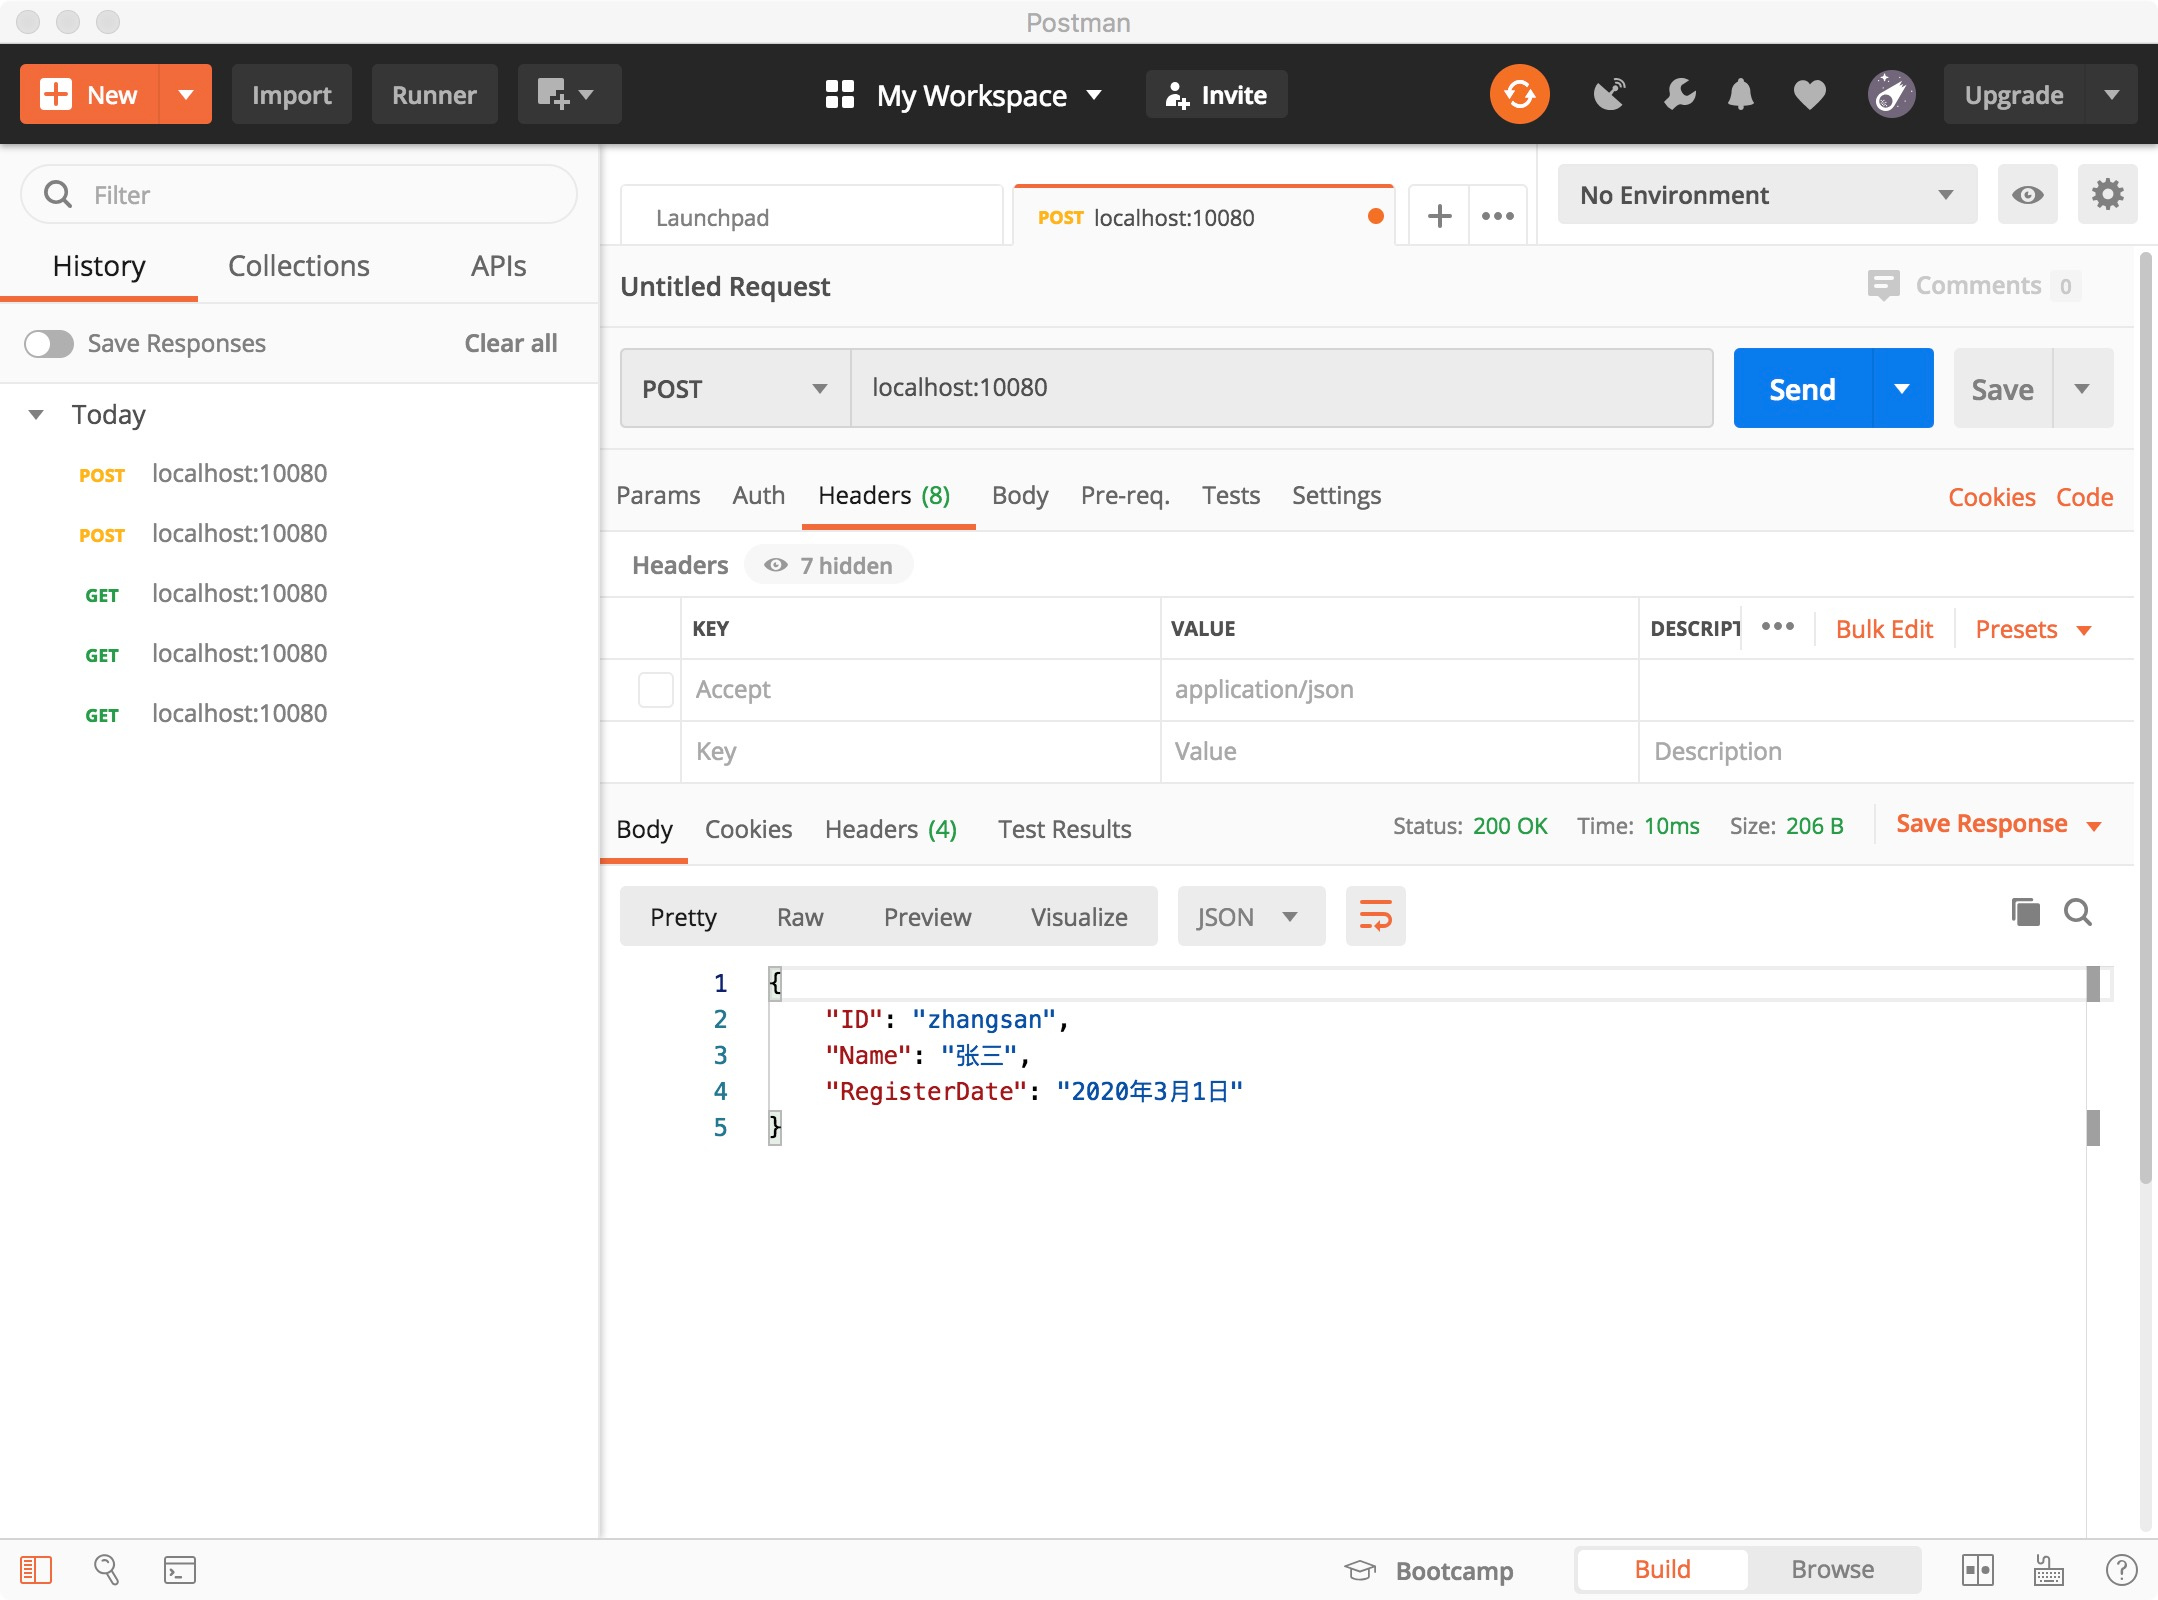 Postman
New Import Runner My Workspace Invite Upgrade
Filter
History Collections APIs
Save Responses Clear all
Today
POST localhost:10080
POST localhost:10080
GET localhost:10080
GET localhost:10080
GET localhost:10080
Launchpad POST localhost:10080 No Environment
Untitled Request Comments 0
POST localhost:10080 Send Save
Params Auth Headers (8) Body Pre-req. Tests Settings Cookies Code
Headers 7 hidden
KEY VALUE DESCRIPT Bulk Edit Presets
Accept application/json
Key Value Description
Body Cookies Headers (4) Test Results Status: 200 OK Time: 10ms Size: 206 B Save Response
Pretty Raw Preview Visualize JSON
1 {
2 "ID": "zhangsan",
3 "Name": "张三",
4 "RegisterDate": "2020年3月1日"
5 }
Bootcamp Build Browse